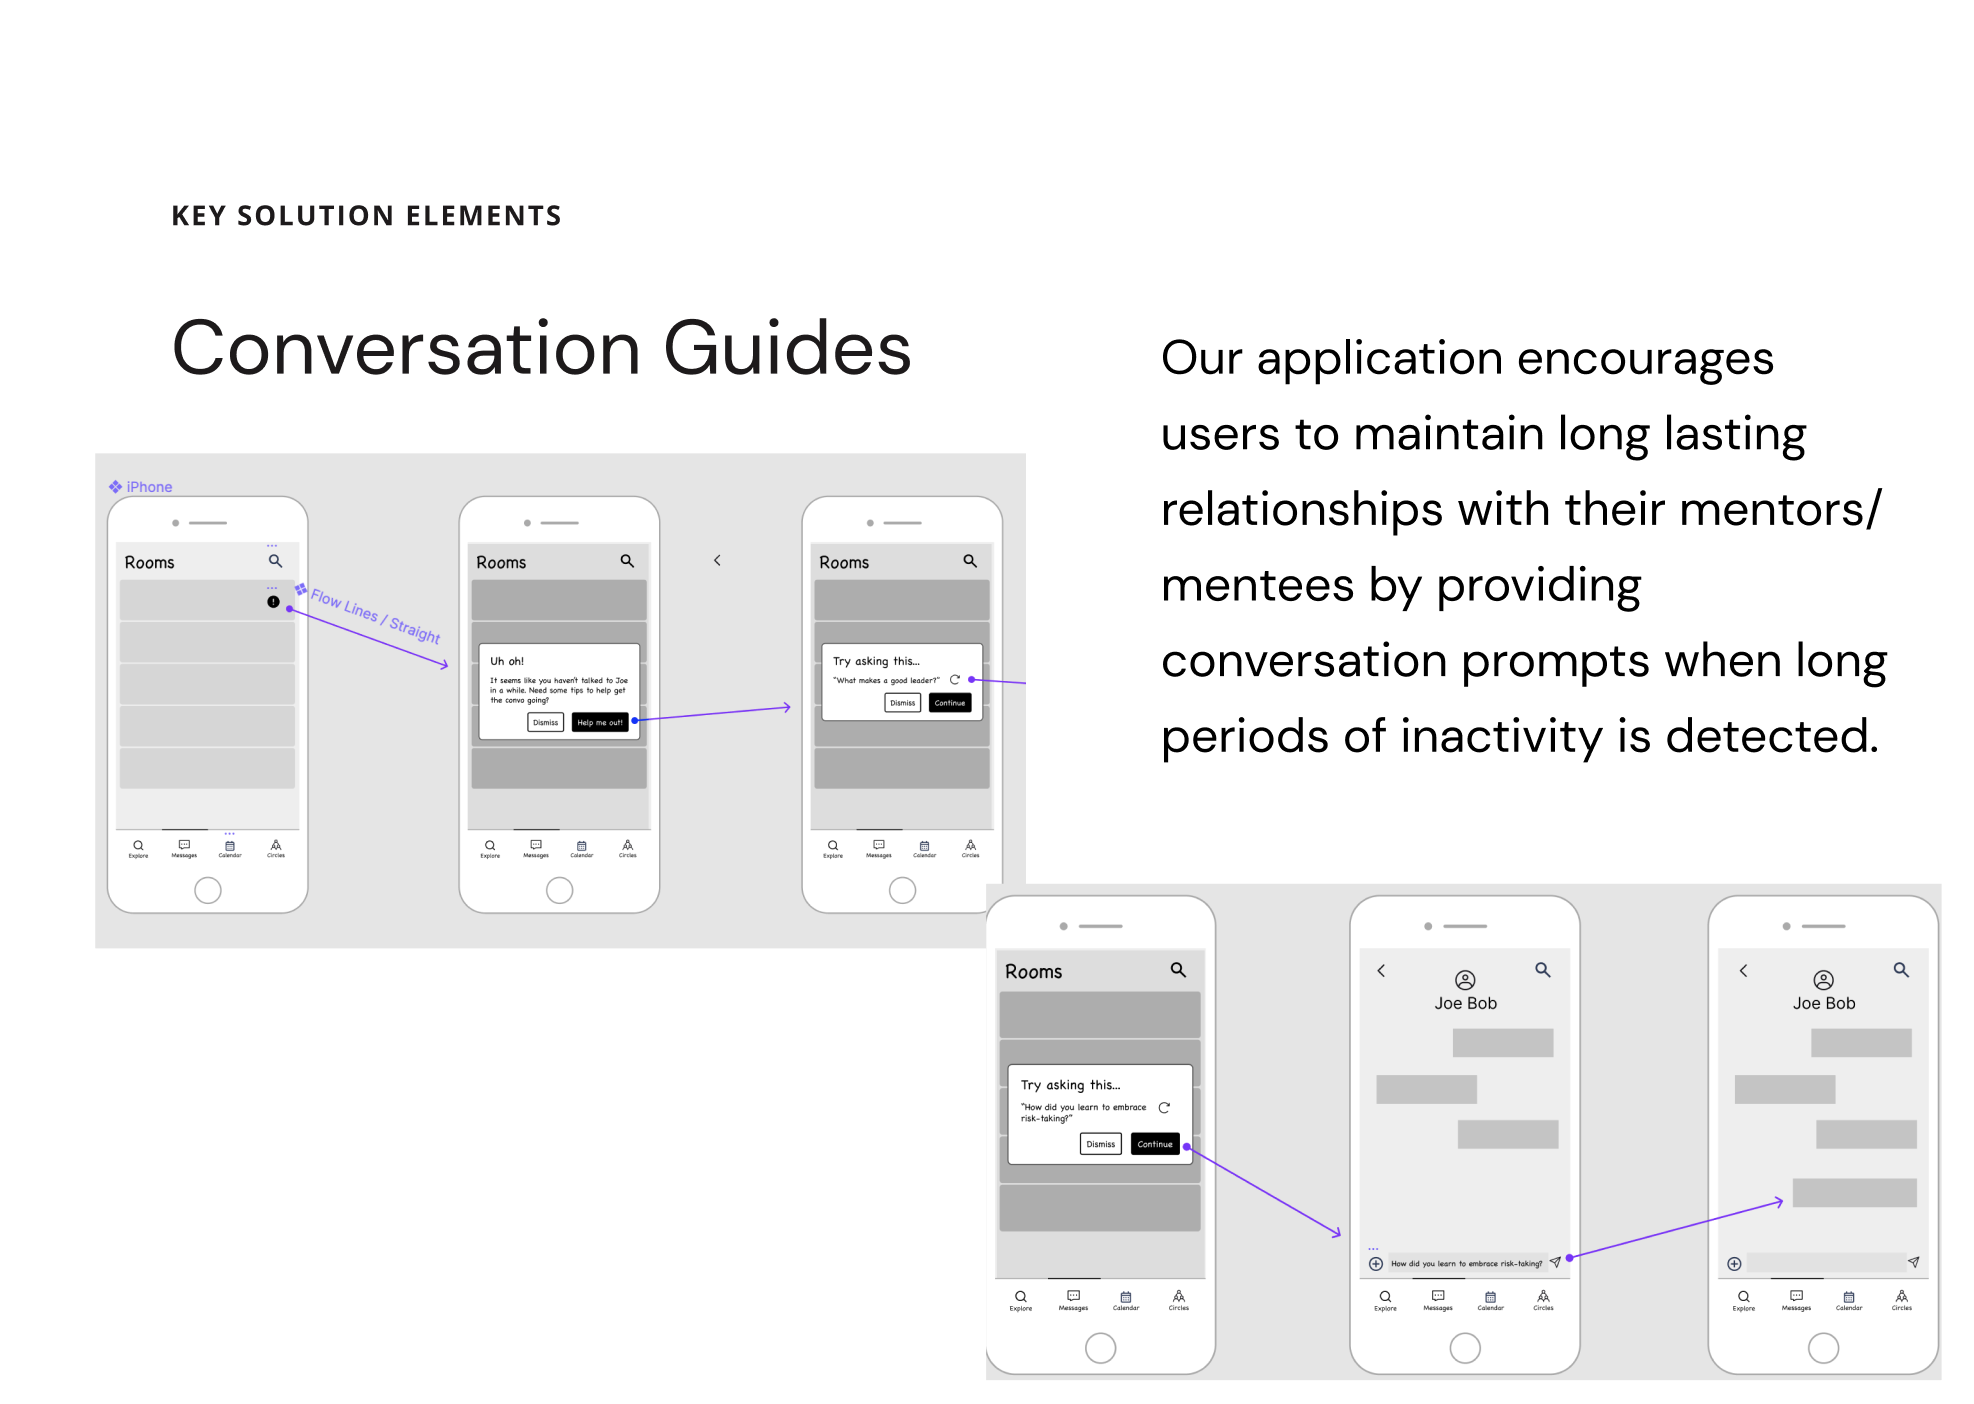 KEY SOLUTION ELEMENTS
Conversation Guides
Our application encourages
users to maintain long lasting
relationships with their mentors/
mentees by providing
conversation prompts when long
periods of inactivity is detected.
iPhone
Rooms
Flow Lines / Straight
Explore
Messages
Calendar
Circles
Rooms
Uh oh!
It seems like you haven't talked to Joe
in a while. Need some tips to help get
the convo going?
Dismiss
Help me out!
Explore
Messages
Calendar
Circles
Rooms
Try asking this...
"What makes a good leader?"
Dismiss
Continue
Explore
Messages
Calendar
Circles
Rooms
Try asking this...
"How did you learn to embrace
risk-taking?"
Dismiss
Continue
Explore
Messages
Calendar
Circles
Joe Bob
How did you learn to embrace risk-taking?
Explore
Messages
Calendar
Circles
Joe Bob
Explore
Messages
Calendar
Circles